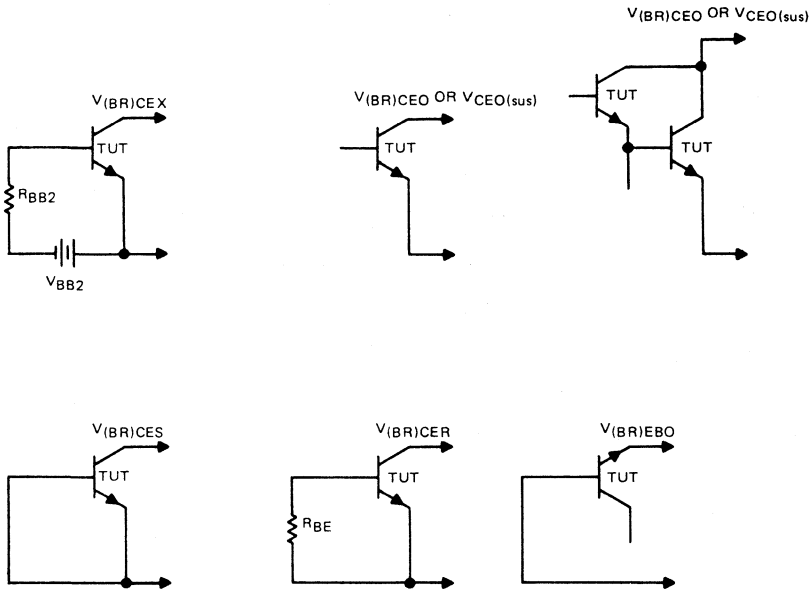 V(BR)CEO OR VCEO(sus)
TUT
TUT
V(BR)CEX
TUT
RBB2
VBB2
V(BR)CEO OR VCEO(sus)
TUT
V(BR)CES
TUT
V(BR)CER
TUT
RBE
V(BR)EBO
TUT